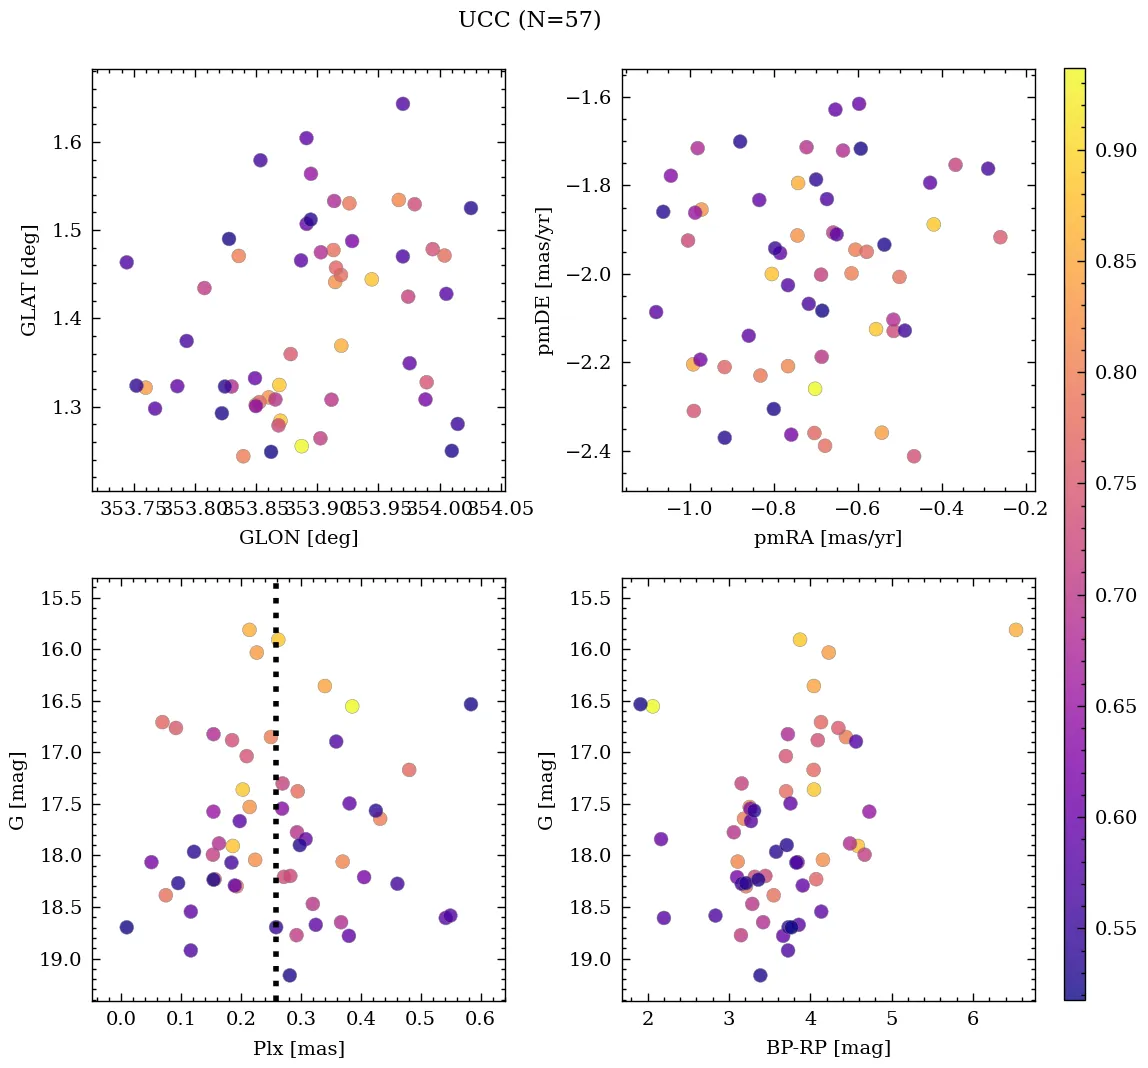 UCC (N=57)
1.6
1.5
1.4
1.3
GLAT [deg]
353.75 353.80 353.85 353.90 353.95 354.00 354.05
GLON [deg]
−1.6
−1.8
−2.0
−2.2
−2.4
pmDE [mas/yr]
−1.0 −0.8 −0.6 −0.4 −0.2
pmRA [mas/yr]
0.90
0.85
0.80
0.75
0.70
0.65
0.60
0.55
15.5
16.0
16.5
17.0
17.5
18.0
18.5
19.0
G [mag]
0.0 0.1 0.2 0.3 0.4 0.5 0.6
Plx [mas]
15.5
16.0
16.5
17.0
17.5
18.0
18.5
19.0
G [mag]
2 3 4 5 6
BP-RP [mag]